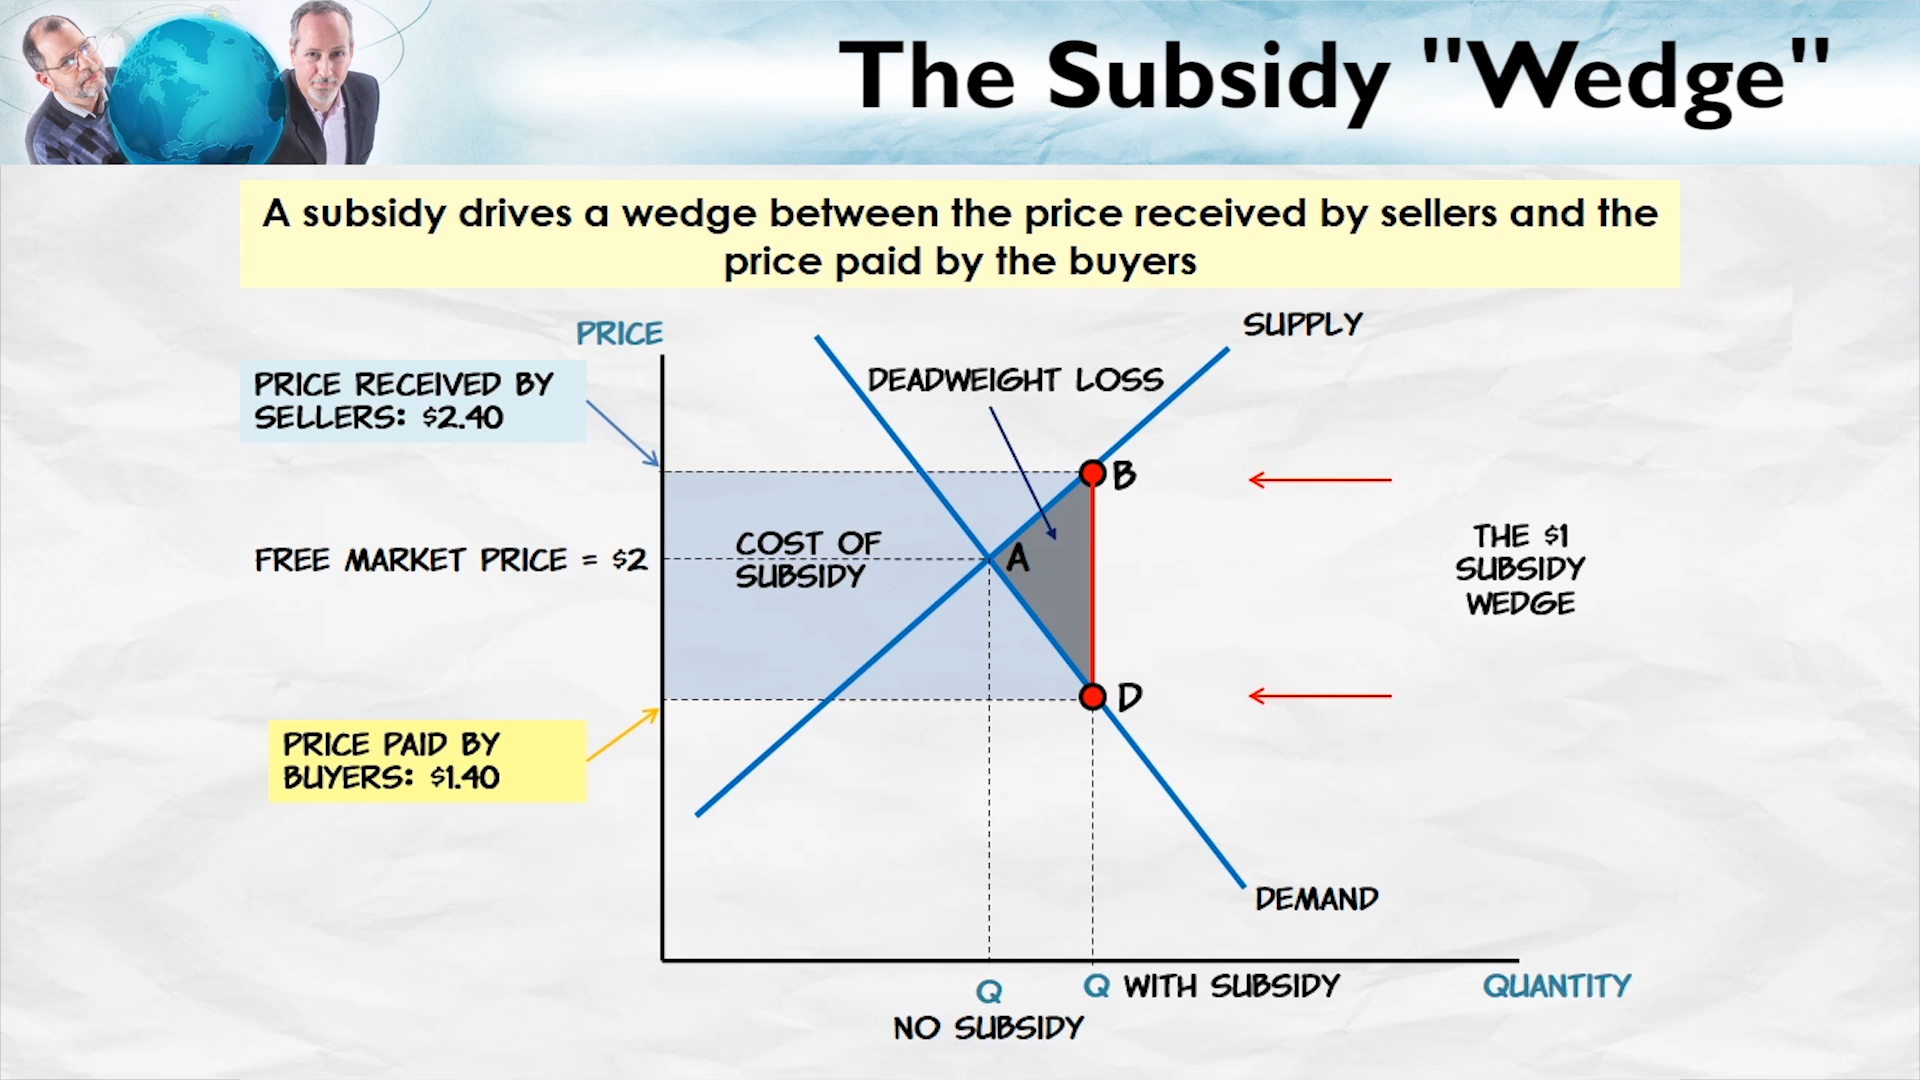 The Subsidy "Wedge"
A subsidy drives a wedge between the price received by sellers and the
price paid by the buyers
PRICE
SUPPLY
PRICE RECEIVED BY
SELLERS: $2.40
DEADWEIGHT LOSS
B
FREE MARKET PRICE = $2
COST OF
SUBSIDY
A
THE $1
SUBSIDY
WEDGE
D
PRICE PAID BY
BUYERS: $1.40
DEMAND
Q
NO SUBSIDY
Q WITH SUBSIDY
QUANTITY